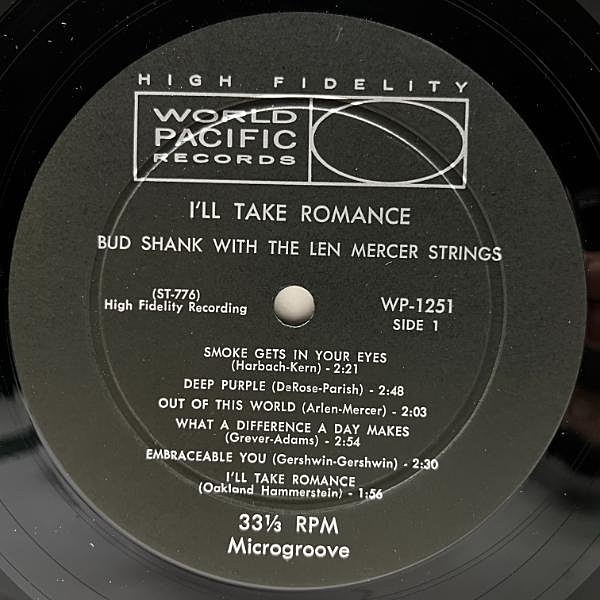 HIGH FIDELITY
WORLD
PACIFIC
RECORDS
I'LL TAKE ROMANCE
BUD SHANK WITH THE LEN MERCER STRINGS
(ST-776)
High Fidelity Recording
WP-1251
SIDE 1
SMOKE GETS IN YOUR EYES
(Harbach-Kern) - 2:21
DEEP PURPLE (DeRose-Parish) - 2:48
OUT OF THIS WORLD (Arlen-Mercer) - 2:03
WHAT A DIFFERENCE A DAY MAKES
(Grever-Adams) - 2:54
EMBRACEABLE YOU (Gershwin-Gershwin) - 2:30
I'LL TAKE ROMANCE
(Oakland Hammerstein) - 1:56
33⅓ RPM
Microgroove